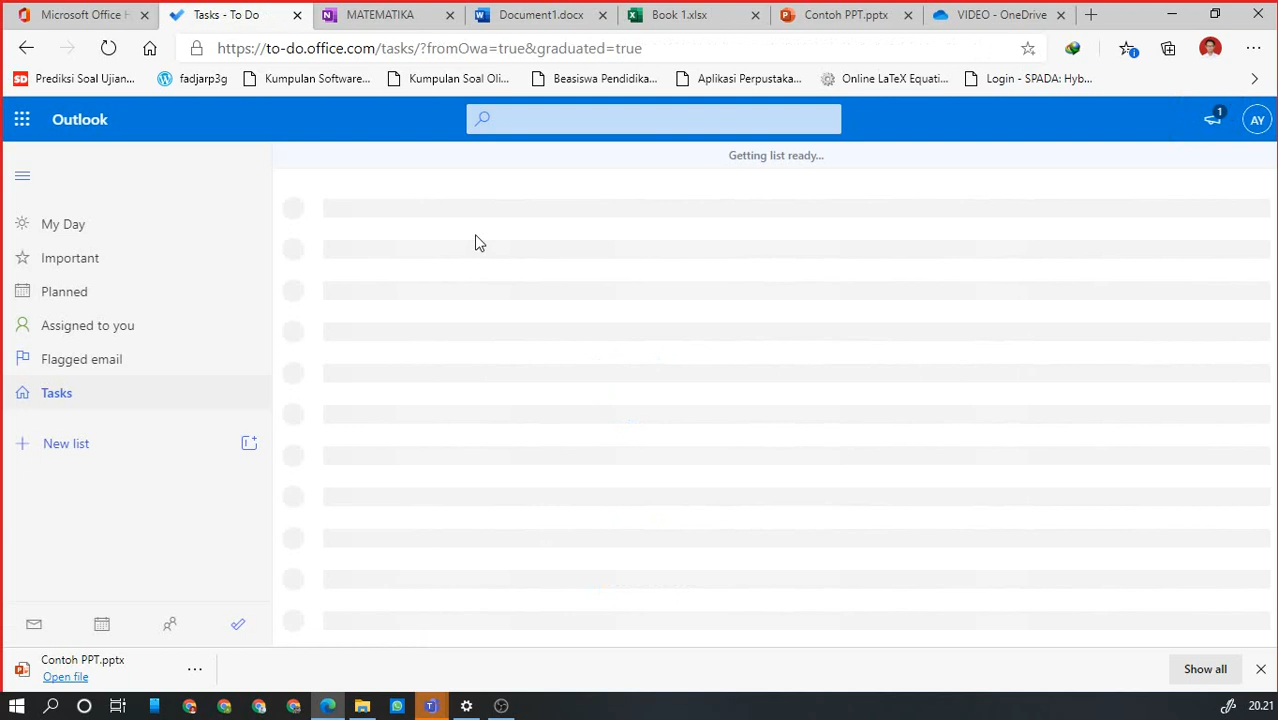 Microsoft Office H
Tasks - To Do
MATEMATIKA
Document1.docx
Book 1.xlsx
Contoh PPT.pptx
VIDEO - OneDrive
https://to-do.office.com/tasks/?fromOwa=true&graduated=true
Prediksi Soal Ujian...
fadjarp3g
Kumpulan Software...
Kumpulan Soal Oli...
Beasiswa Pendidika...
Aplikasi Perpustaka...
Online LaTeX Equati...
Login - SPADA: Hyb...
Outlook
1
AY
Getting list ready...
My Day
Important
Planned
Assigned to you
Flagged email
Tasks
New list
Contoh PPT.pptx
Open file
Show all
20.21